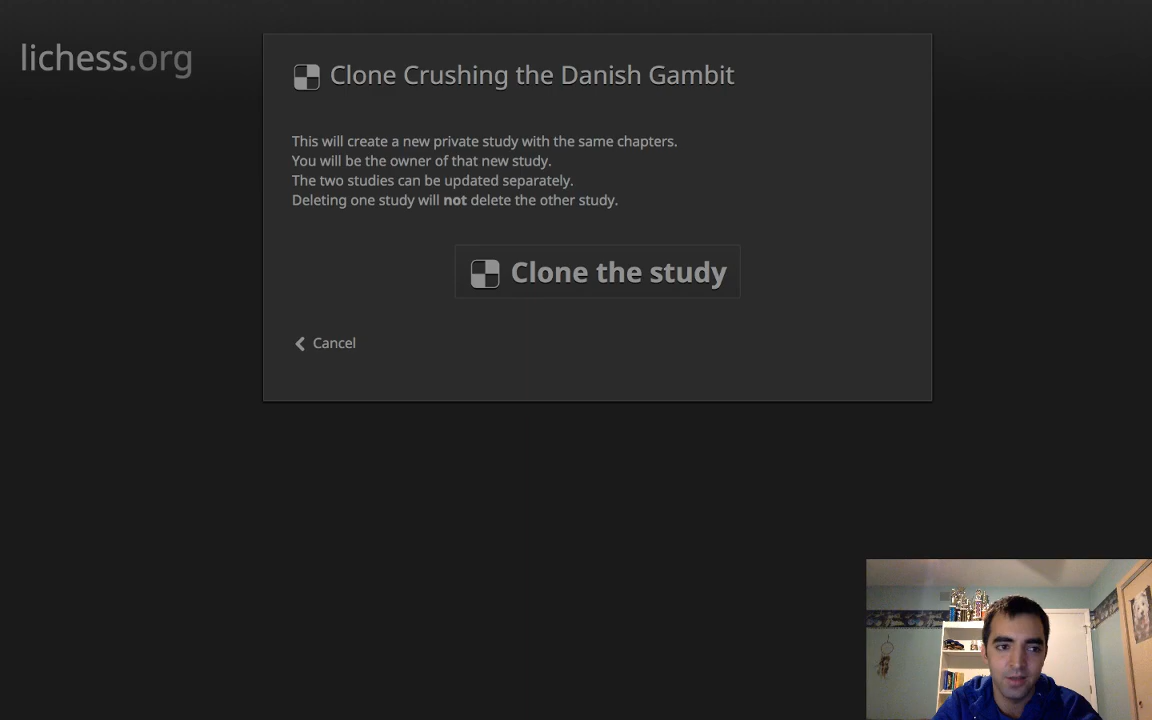 lichess.org
Clone Crushing the Danish Gambit
This will create a new private study with the same chapters.
You will be the owner of that new study.
The two studies can be updated separately.
Deleting one study will not delete the other study.
Clone the study
Cancel